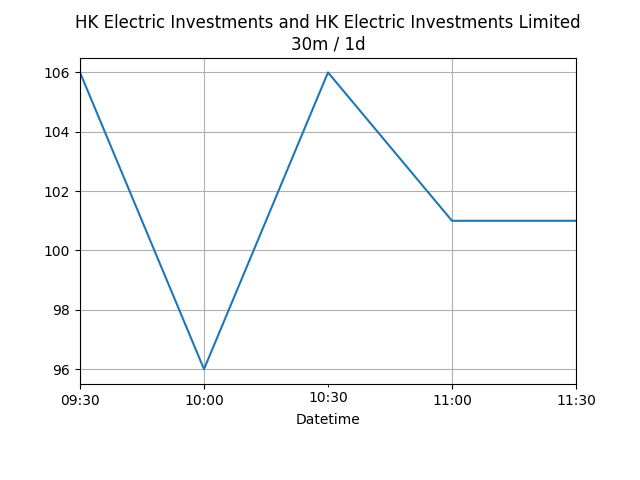 HK Electric Investments and HK Electric Investments Limited
30m / 1d
106
104
102
100
98
96
09:30 10:00 10:30 11:00 11:30
Datetime